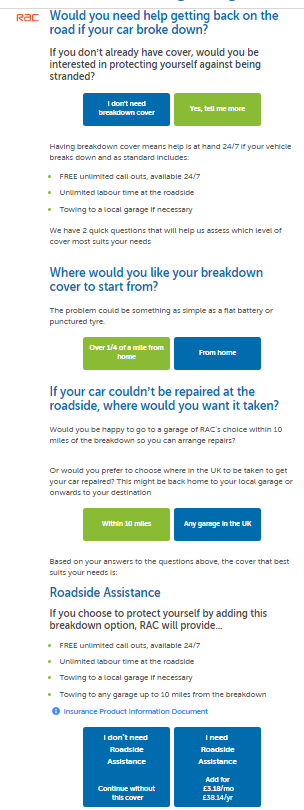 RAC
Would you need help getting back on the
road if your car broke down?
If you don't already have cover, would you be
interested in protecting yourself against being
stranded?
I don't need
breakdown cover
Yes, tell me more
Having breakdown cover means help is at hand 24/7 if your vehicle
breaks down and as standard includes:
FREE unlimited call outs, available 24/7
Unlimited labour time at the roadside
Towing to a local garage if necessary
We have 2 quick questions that will help us assess which level of
cover most suits your needs
Where would you like your breakdown
cover to start from?
The problem could be something as simple as a flat battery or
punctured tyre.
Over 1/4 of a mile from
home
From home
If your car couldn't be repaired at the
roadside, where would you want it taken?
Would you be happy to go to a garage of RAC's choice within 10
miles of the breakdown so you can arrange repairs?
Or would you prefer to choose where in the UK to be taken to get
your car repaired? This might be back home to your local garage or
onwards to your destination
Within 10 miles
Any garage in the UK
Based on your answers to the questions above, the cover that best
suits your needs is:
Roadside Assistance
If you choose to protect yourself by adding this
breakdown option, RAC will provide...
FREE unlimited call outs, available 24/7
Unlimited labour time at the roadside
Towing to a local garage if necessary
Towing to any garage up to 10 miles from the breakdown
Insurance Product Information Document
I don't need
Roadside
Assistance
Continue without
this cover
I need
Roadside
Assistance
Add for
£3.18/mo
£38.14/yr